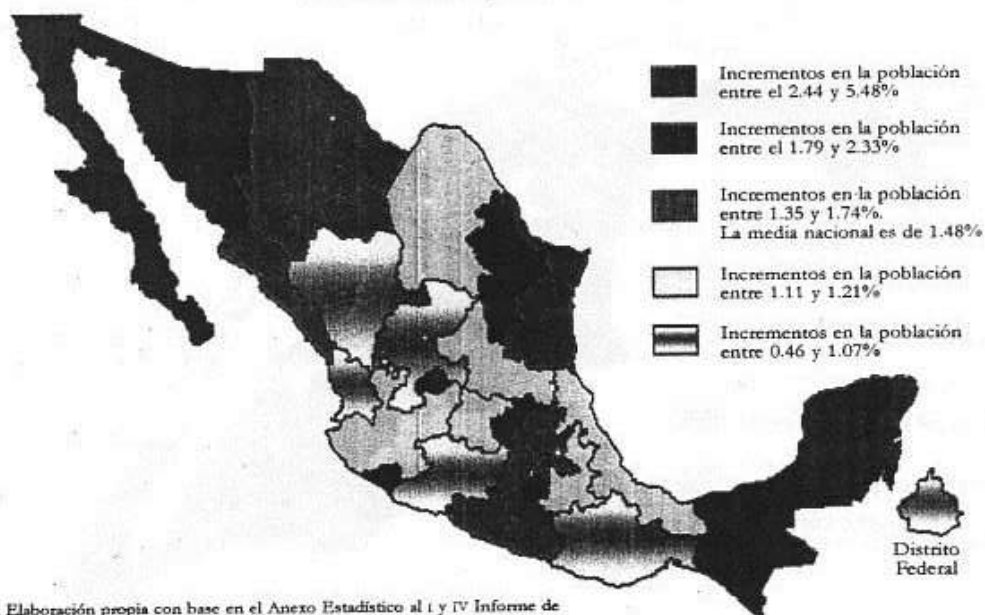 Incrementos en la población
entre el 2.44 y 5.48%
Incrementos en la población
entre el 1.79 y 2.33%
Incrementos en la población
entre 1.35 y 1.74%.
La media nacional es de 1.48%
Incrementos en la población
entre 1.11 y 1.21%
Incrementos en la población
entre 0.46 y 1.07%
Distrito
Federal
Elaboración propia con base en el Anexo Estadístico al I y IV Informe de